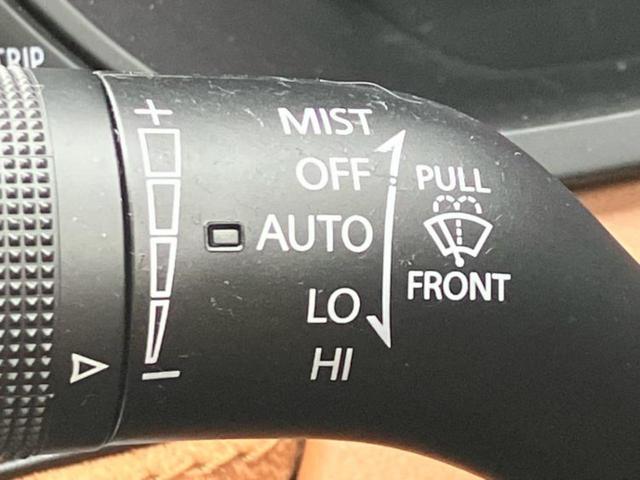 TRIP
+
MIST
OFF
AUTO
LO
HI
−
PULL
FRONT